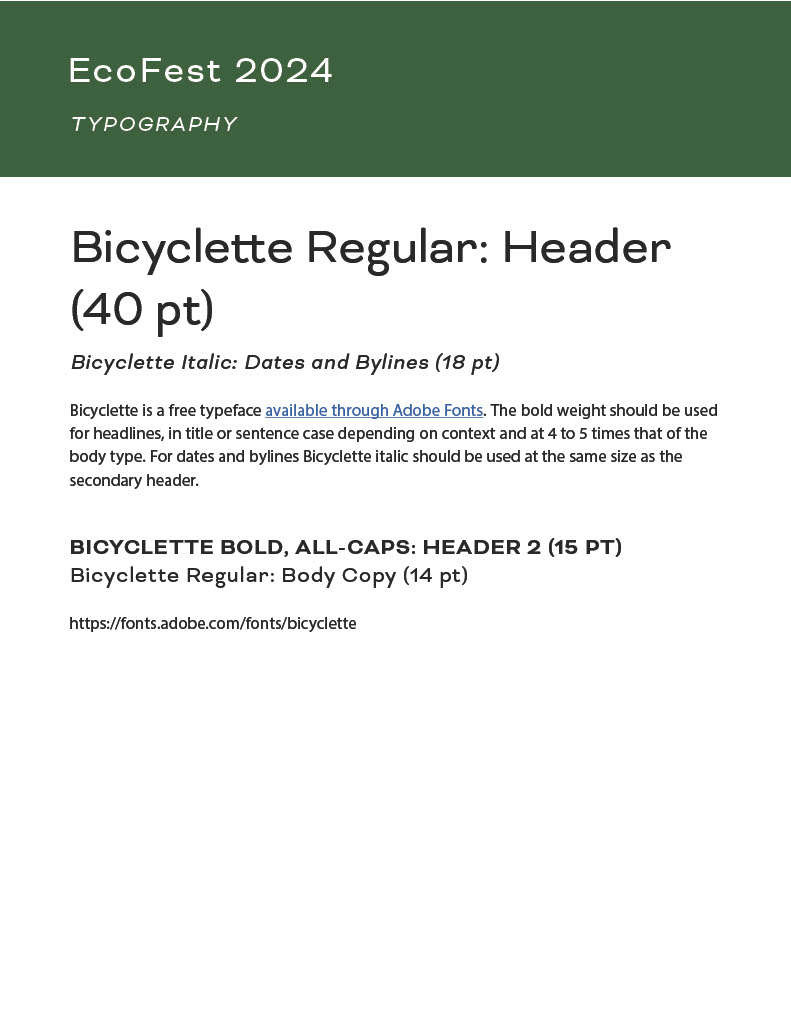 EcoFest 2024
TYPOGRAPHY
Bicyclette Regular: Header
(40 pt)
Bicyclette Italic: Dates and Bylines (18 pt)
Bicyclette is a free typeface available through Adobe Fonts. The bold weight should be used
for headlines, in title or sentence case depending on context and at 4 to 5 times that of the
body type. For dates and bylines Bicyclette italic should be used at the same size as the
secondary header.
BICYCLETTE BOLD, ALL-CAPS: HEADER 2 (15 PT)
Bicyclette Regular: Body Copy (14 pt)
https://fonts.adobe.com/fonts/bicyclette